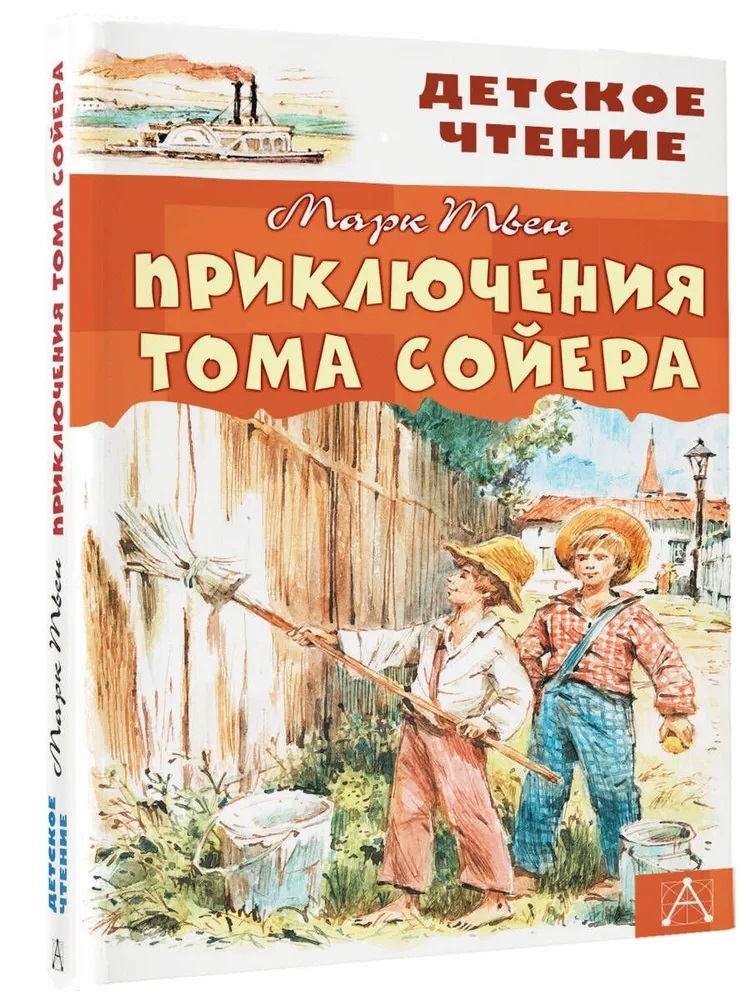 ДЕТСКОЕ
ЧТЕНИЕ
Марк Твен
ПРИКЛЮЧЕНИЯ
ТОМА СОЙЕРА
А
ДЕТСКОЕ
ЧТЕНИЕ
Марк Твен
ПРИКЛЮЧЕНИЯ ТОМА СОЙЕРА